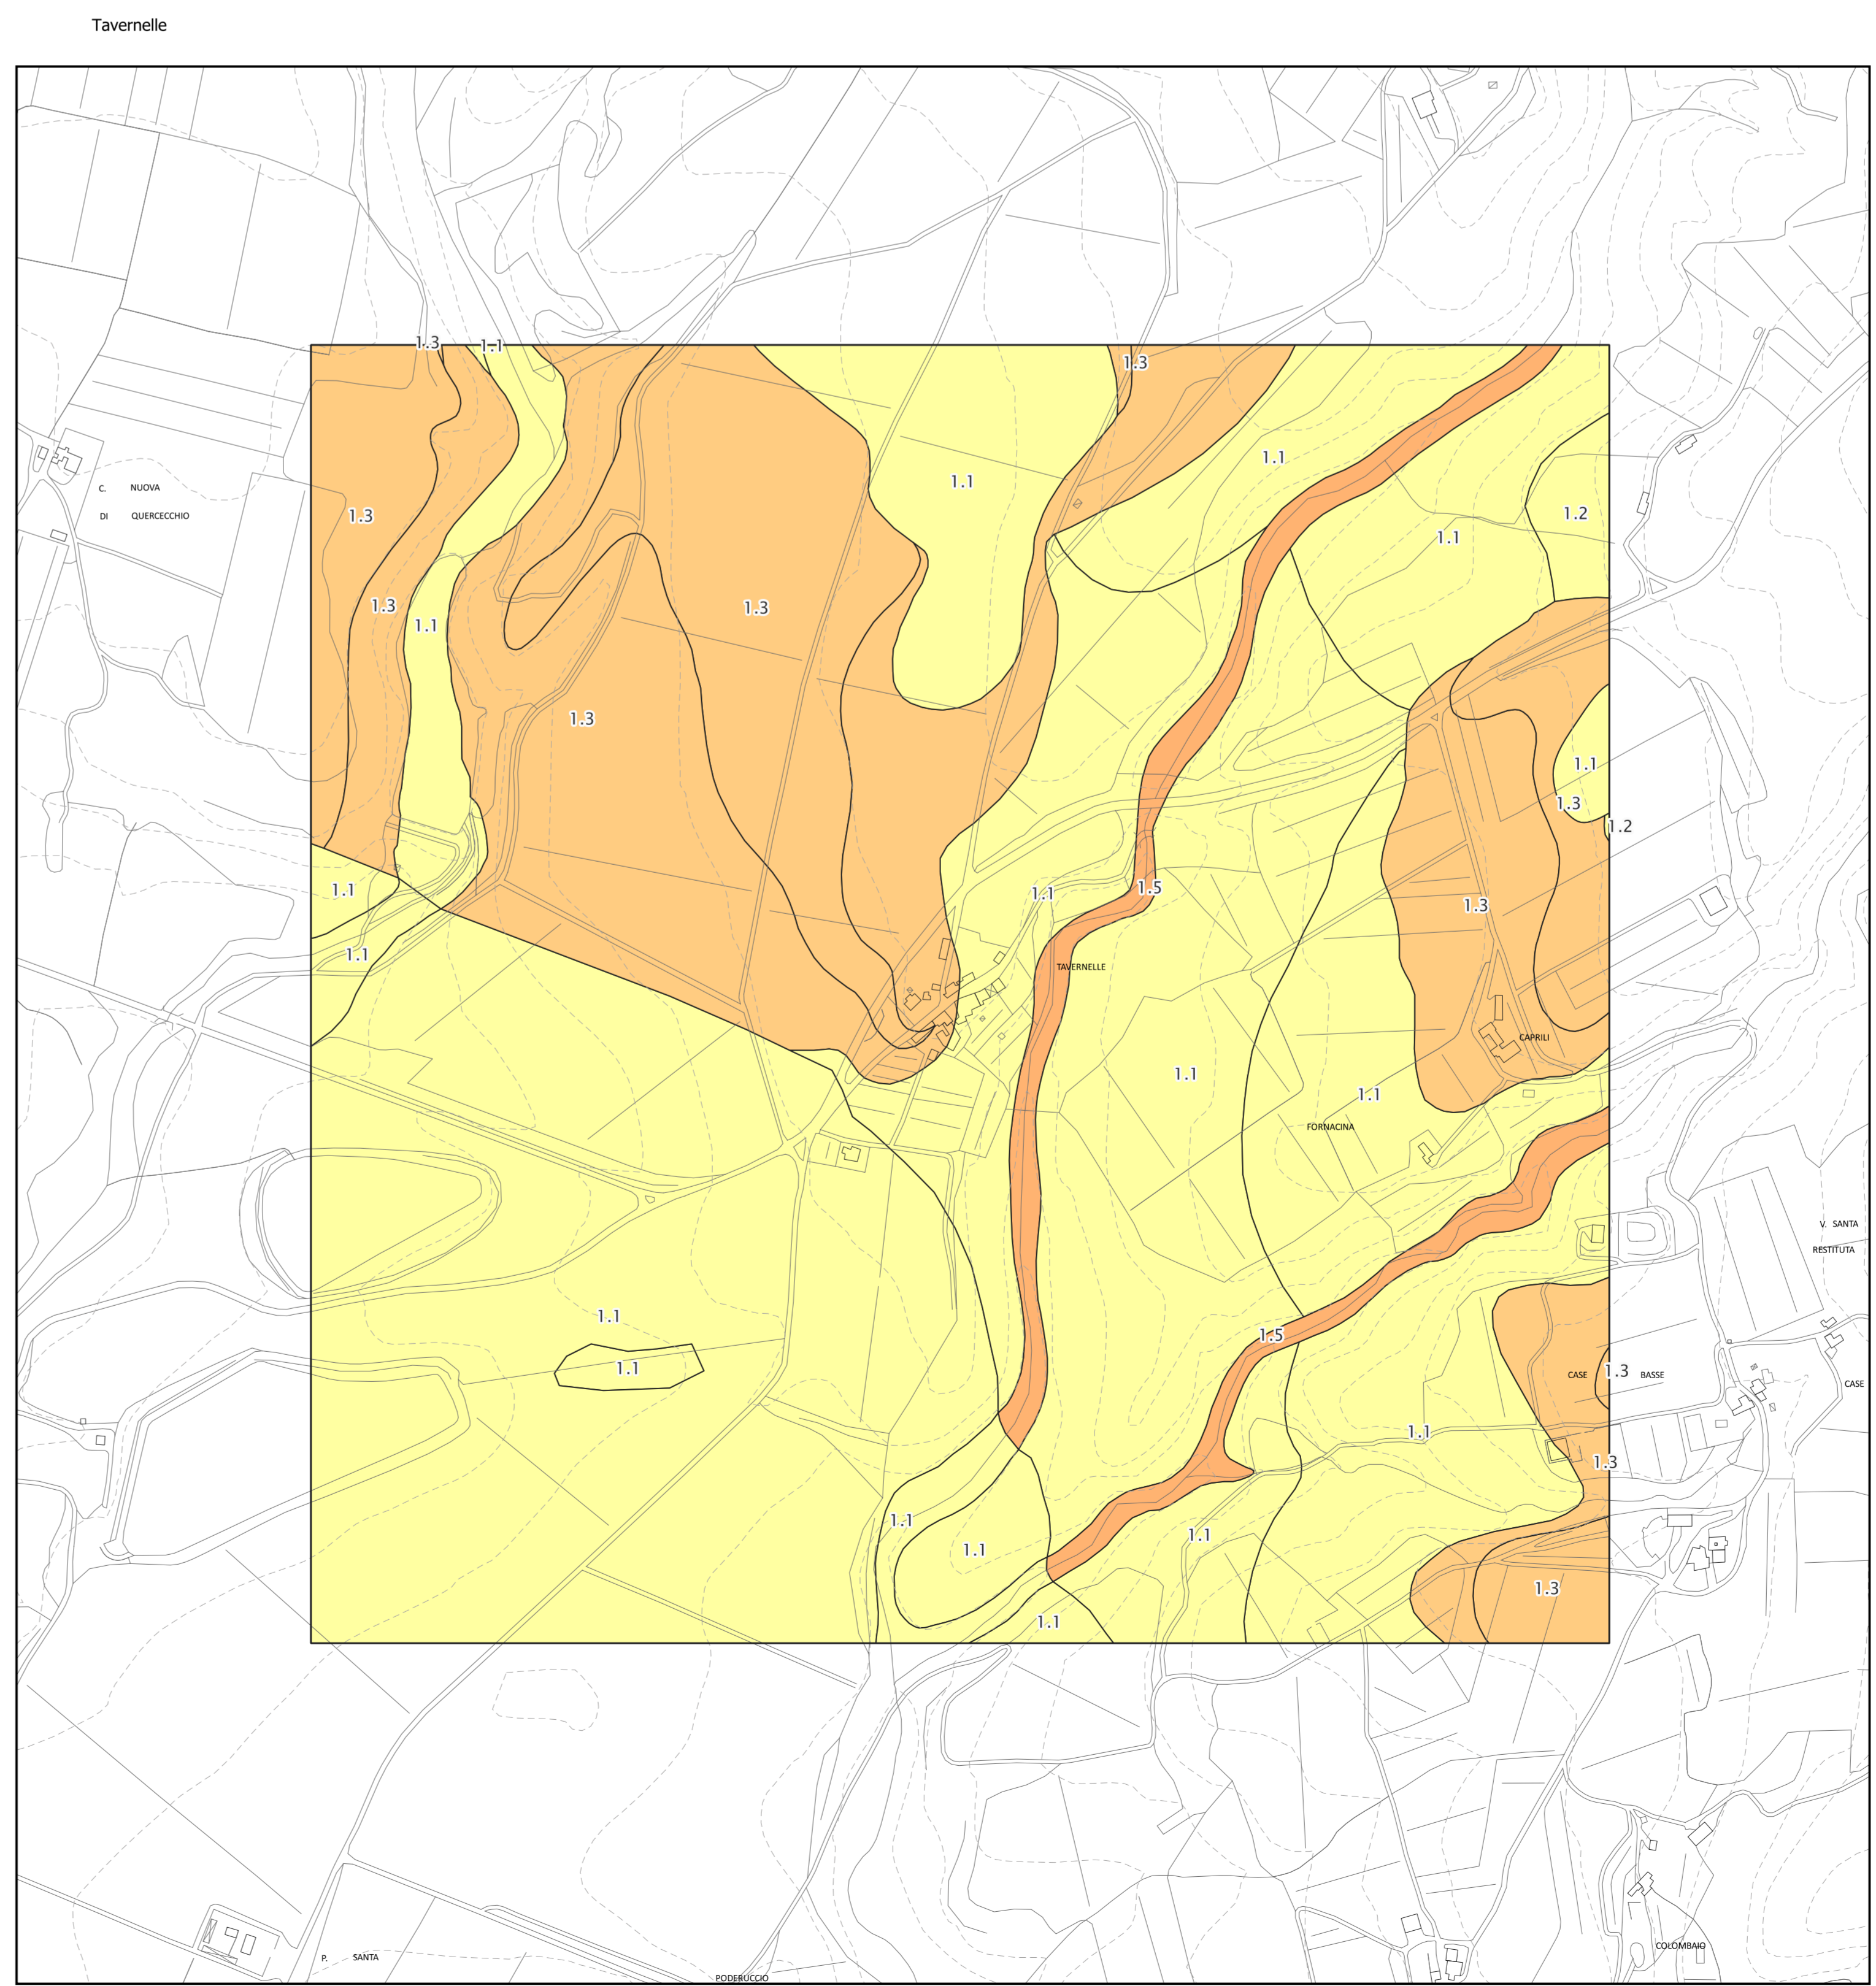 Tavernelle
1.3
1.1
1.3
1.1
1.1
C. NUOVA
DI QUERCECCHIO
1.3
1.2
1.1
1.3
1.3
1.1
1.3
1.1
1.3
1.2
1.1
1.1
1.5
1.3
1.1
TAVERNELLE
CAPRILI
1.1
1.1
FORNACINA
V. SANTA
RESTITUTA
1.1
1.5
1.1
CASE
1.3
BASSE
CASE
1.1
1.3
1.1
1.1
1.1
1.3
1.1
COLOMBAIO
P. SANTA
PODERUCCIO